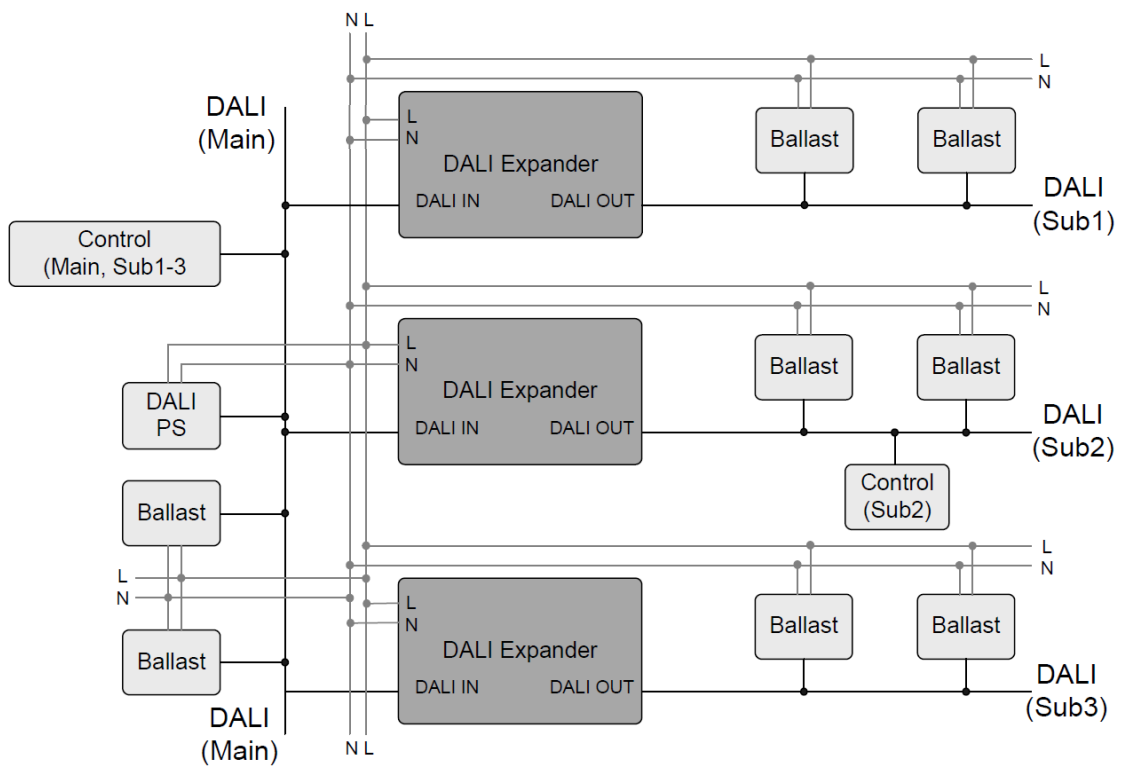 N L
L
N
DALI
(Main)
L
N
DALI Expander
DALI IN
DALI OUT
Ballast
Ballast
DALI
(Sub1)
Control
(Main, Sub1-3
L
N
L
N
DALI Expander
DALI IN
DALI OUT
Ballast
Ballast
DALI
(Sub2)
DALI
PS
Control
(Sub2)
Ballast
L
N
L
N
Ballast
L
N
DALI Expander
DALI IN
DALI OUT
Ballast
Ballast
DALI
(Sub3)
DALI
(Main)
N L